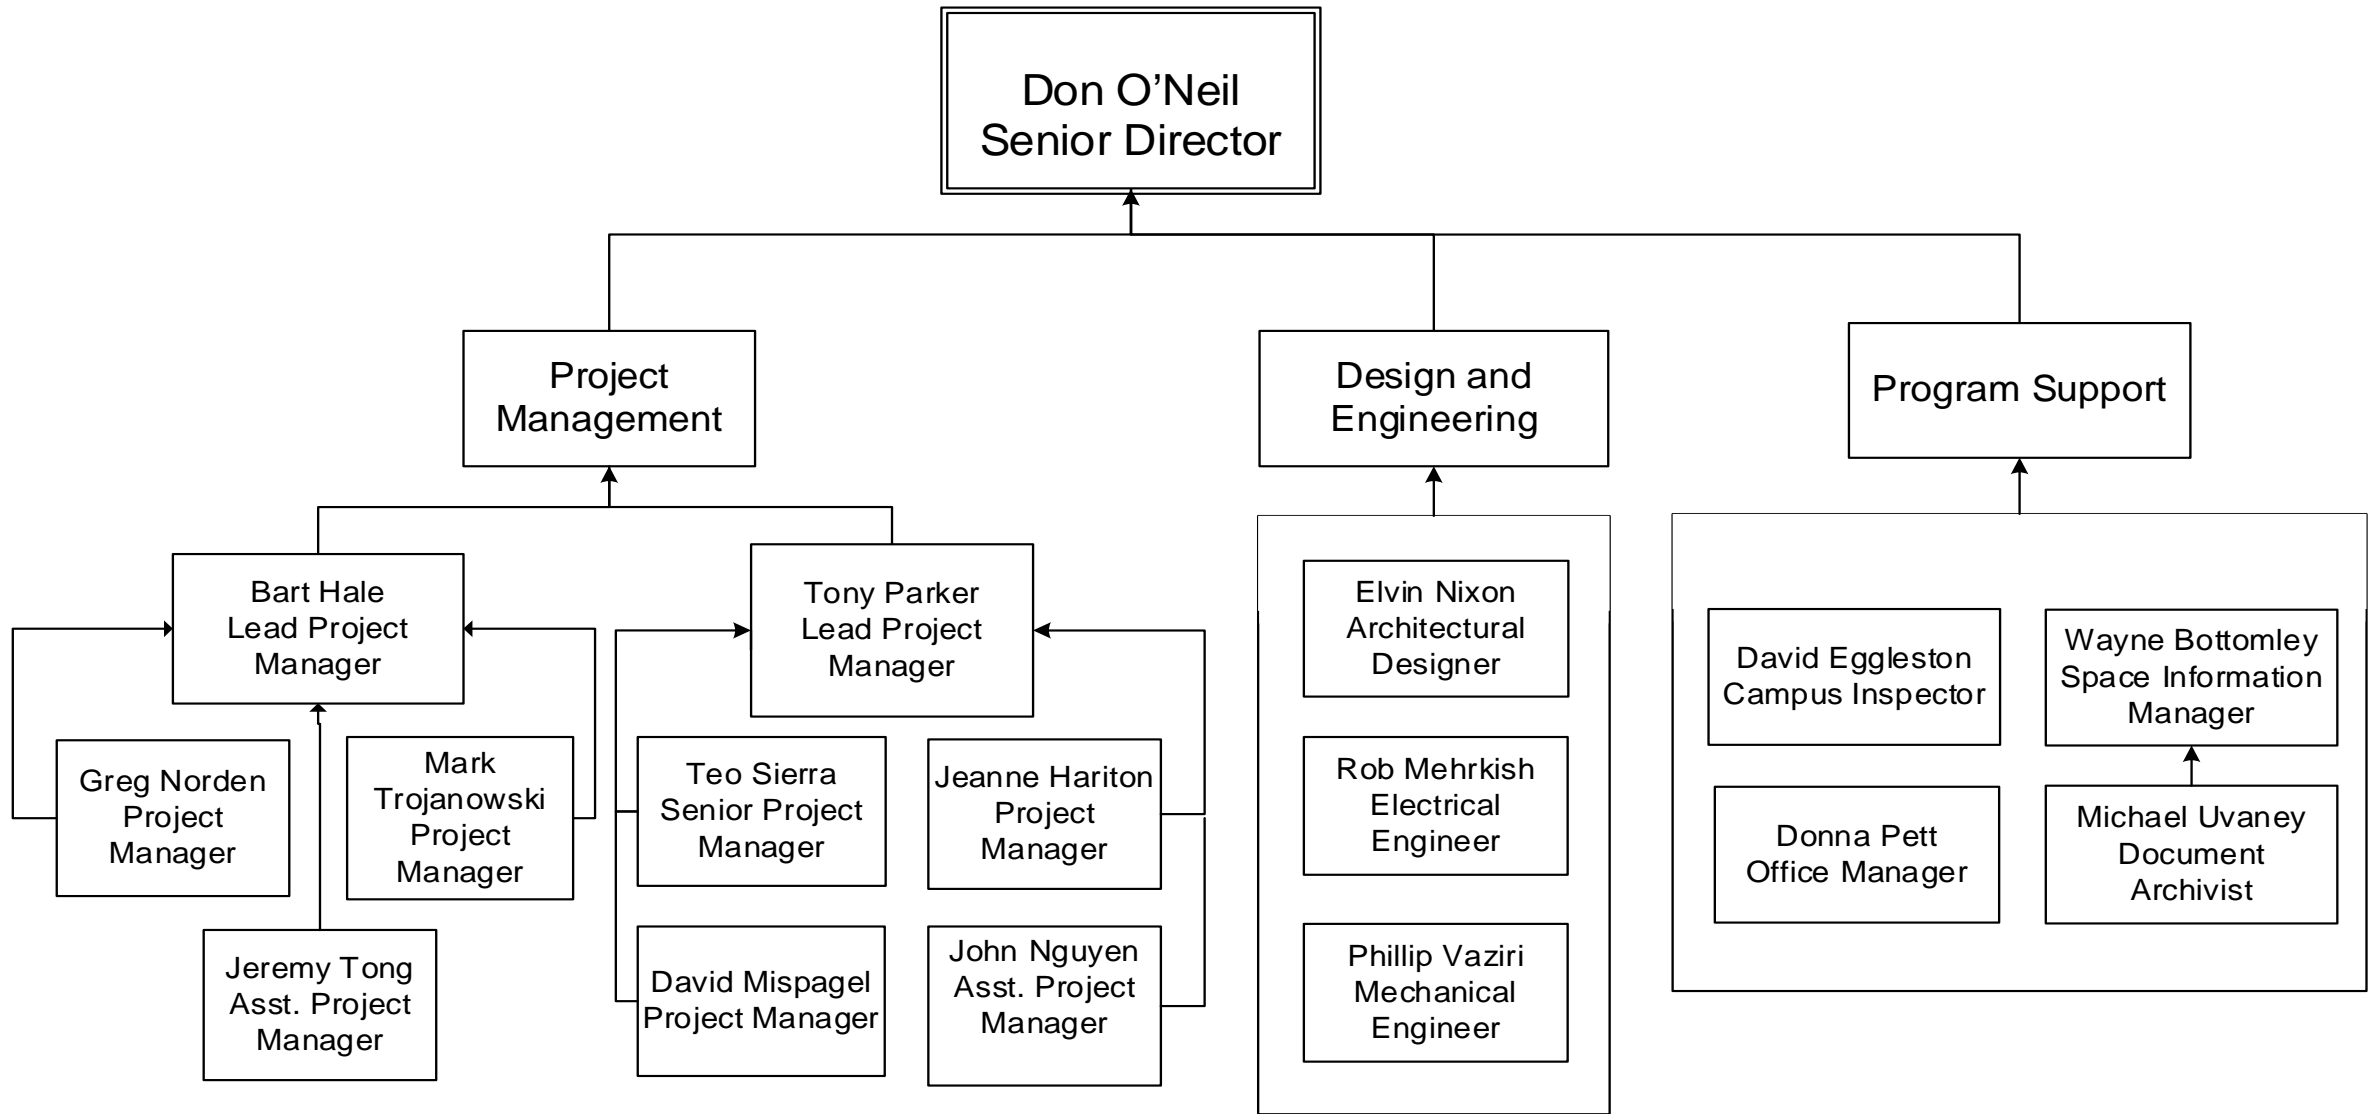 Don O’Neil
Senior Director
Project
Management
Design and
Engineering
Program Support
Bart Hale
Lead Project
Manager
Tony Parker
Lead Project
Manager
Greg Norden
Project
Manager
Mark
Trojanowski
Project
Manager
Jeremy Tong
Asst. Project
Manager
Teo Sierra
Senior Project
Manager
Jeanne Hariton
Project
Manager
David Mispagel
Project Manager
John Nguyen
Asst. Project
Manager
Elvin Nixon
Architectural
Designer
Rob Mehrkish
Electrical
Engineer
Phillip Vaziri
Mechanical
Engineer
David Eggleston
Campus Inspector
Wayne Bottomley
Space Information
Manager
Donna Pett
Office Manager
Michael Uvaney
Document
Archivist